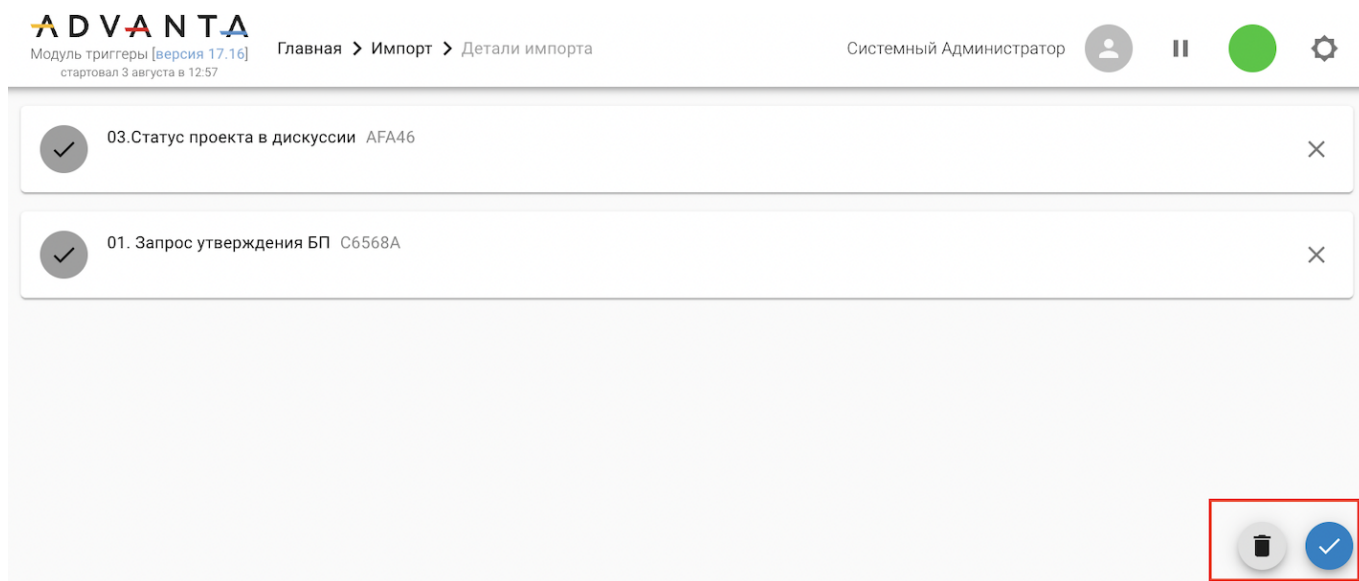 ADVANTA
Модуль триггеры [версия 17.16]
стартовал 3 августа в 12:57
Главная > Импорт > Детали импорта
Системный Администратор
03.Статус проекта в дискуссии AFA46
01. Запрос утверждения БП C6568A